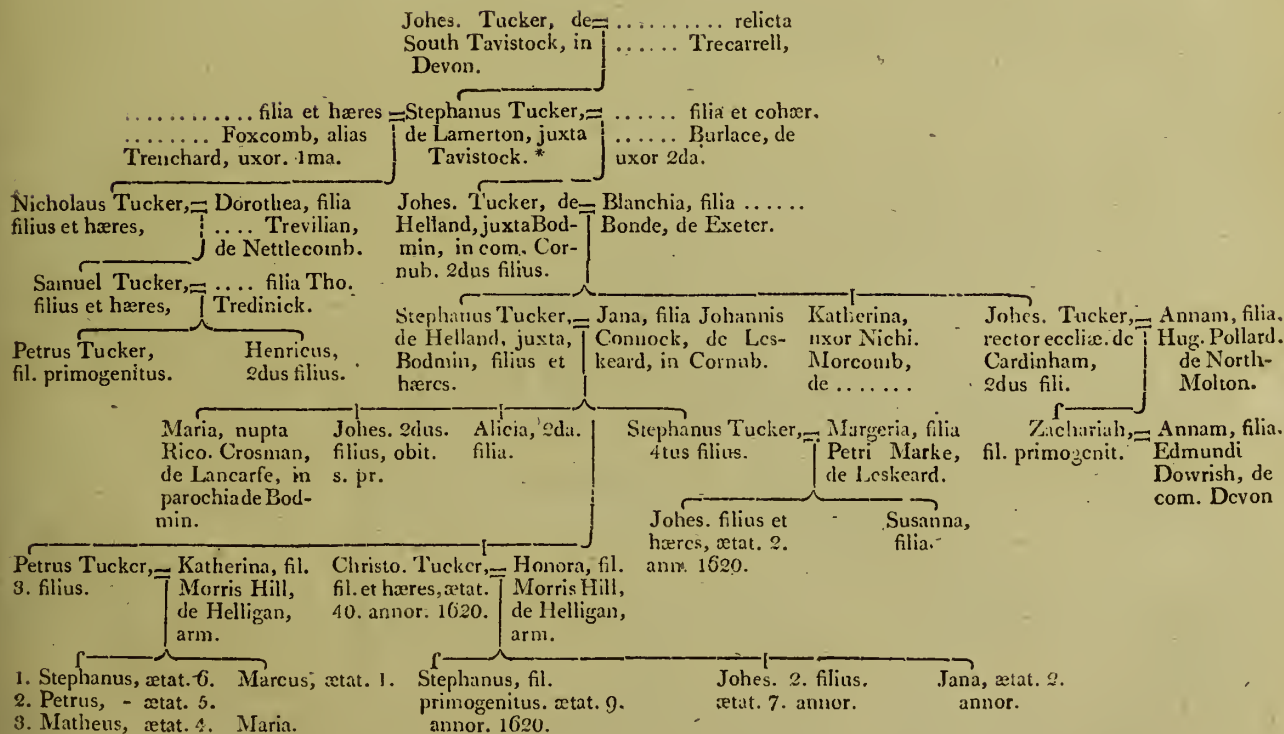 Johes. Tucker, de = ........... relicta
South Tavistock, in ...... Trecarrell,
Devon.
............ filia et hæres = Stephanus Tucker, = ...... filia et cohær.
........ Foxcomb, alias de Lamerton, juxta ...... Burlace, de
Trenchard, uxor. 1ma. Tavistock. * uxor 2da.
Nicholaus Tucker, = Dorothea, filia
filius et hæres, .... Trevilian,
de Nettlecomb.
Johes. Tucker, de = Blanchia, filia ......
Helland, juxta Bod- Bonde, de Exeter.
min, in com. Cor-
nub. 2dus filius.
Samuel Tucker, = .... filia Tho.
filius et hæres, Tredinick.
Petrus Tucker, Henricus,
fil. primogenitus. 2dus filius.
Stephanus Tucker, = Jana, filia Johannis
de Helland, juxta, Connock, de Les-
Bodmin, filius et keard, in Cornub.
hæres.
Katherina,
uxor Nichi.
Morcomb,
de .......
Johes. Tucker, = Annam, filia.
rector eccliæ. de Hug. Pollard.
Cardinham, de North-
2dus fili. Molton.
Maria, nupta
Rico. Crosman,
de Lancarfe, in
parochia de Bod-
min.
Johes. 2dus.
filius, obit.
s. pr.
Alicia, 2da.
filia.
Stephanus Tucker, = Margeria, filia
4tus filius. Petri Marke,
de Leskeard.
Zachariah, = Annam, filia.
fil. primogenit. Edmundi
Dowrish, de
com. Devon
Johes. filius et
hæres, ætat. 2.
ann. 1620.
Susanna,
filia.
Petrus Tucker, = Katherina, fil.
3. filius. Morris Hill,
de Helligan,
arm.
Christo. Tucker, = Honora, fil.
fil. et hæres, ætat. Morris Hill,
40. annor. 1620. de Helligan,
arm.
1. Stephanus, ætat. 6. Marcus, ætat. 1.
2. Petrus, - ætat. 5.
3. Matheus, ætat. 4. Maria.
Stephanus, fil.
primogenitus. ætat. 9.
annor. 1620.
Johes. 2. filius.
ætat. 7. annor.
Jana, ætat. 2.
annor.